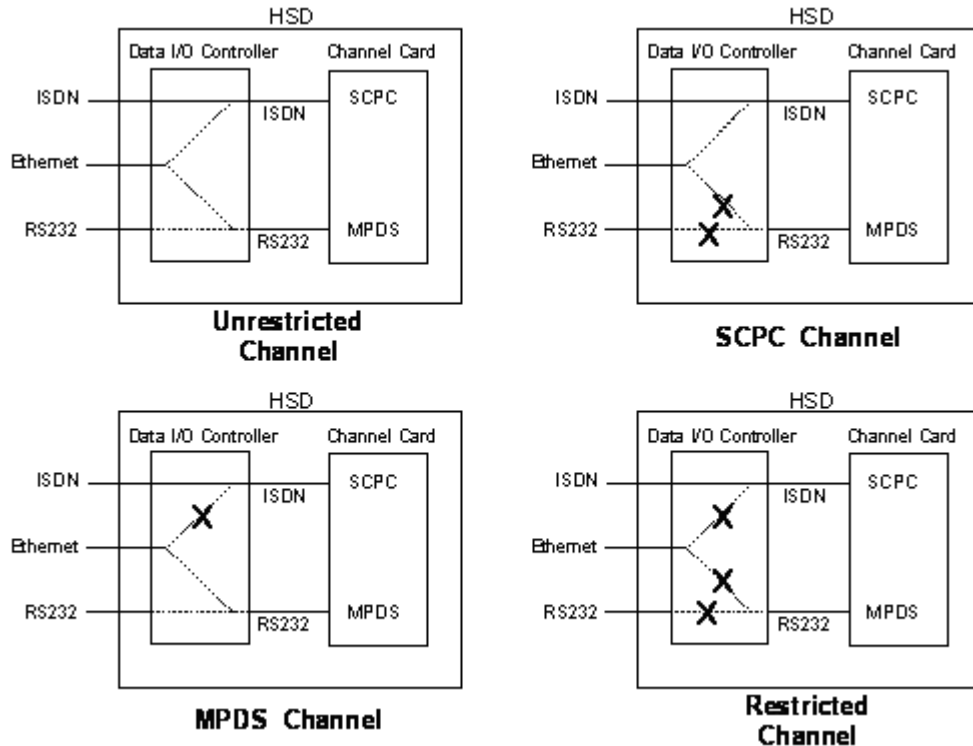 HSD
Data I/O Controller
Channel Card
ISDN
SCPC
ISDN
Ethernet
RS232
MPDS
RS232
Unrestricted
Channel
HSD
Data I/O Controller
Channel Card
ISDN
SCPC
ISDN
Ethernet
RS232
MPDS
RS232
SCPC Channel
HSD
Data I/O Controller
Channel Card
ISDN
SCPC
ISDN
Ethernet
RS232
MPDS
RS232
MPDS Channel
HSD
Data I/O Controller
Channel Card
ISDN
SCPC
ISDN
Ethernet
RS232
MPDS
RS232
Restricted
Channel